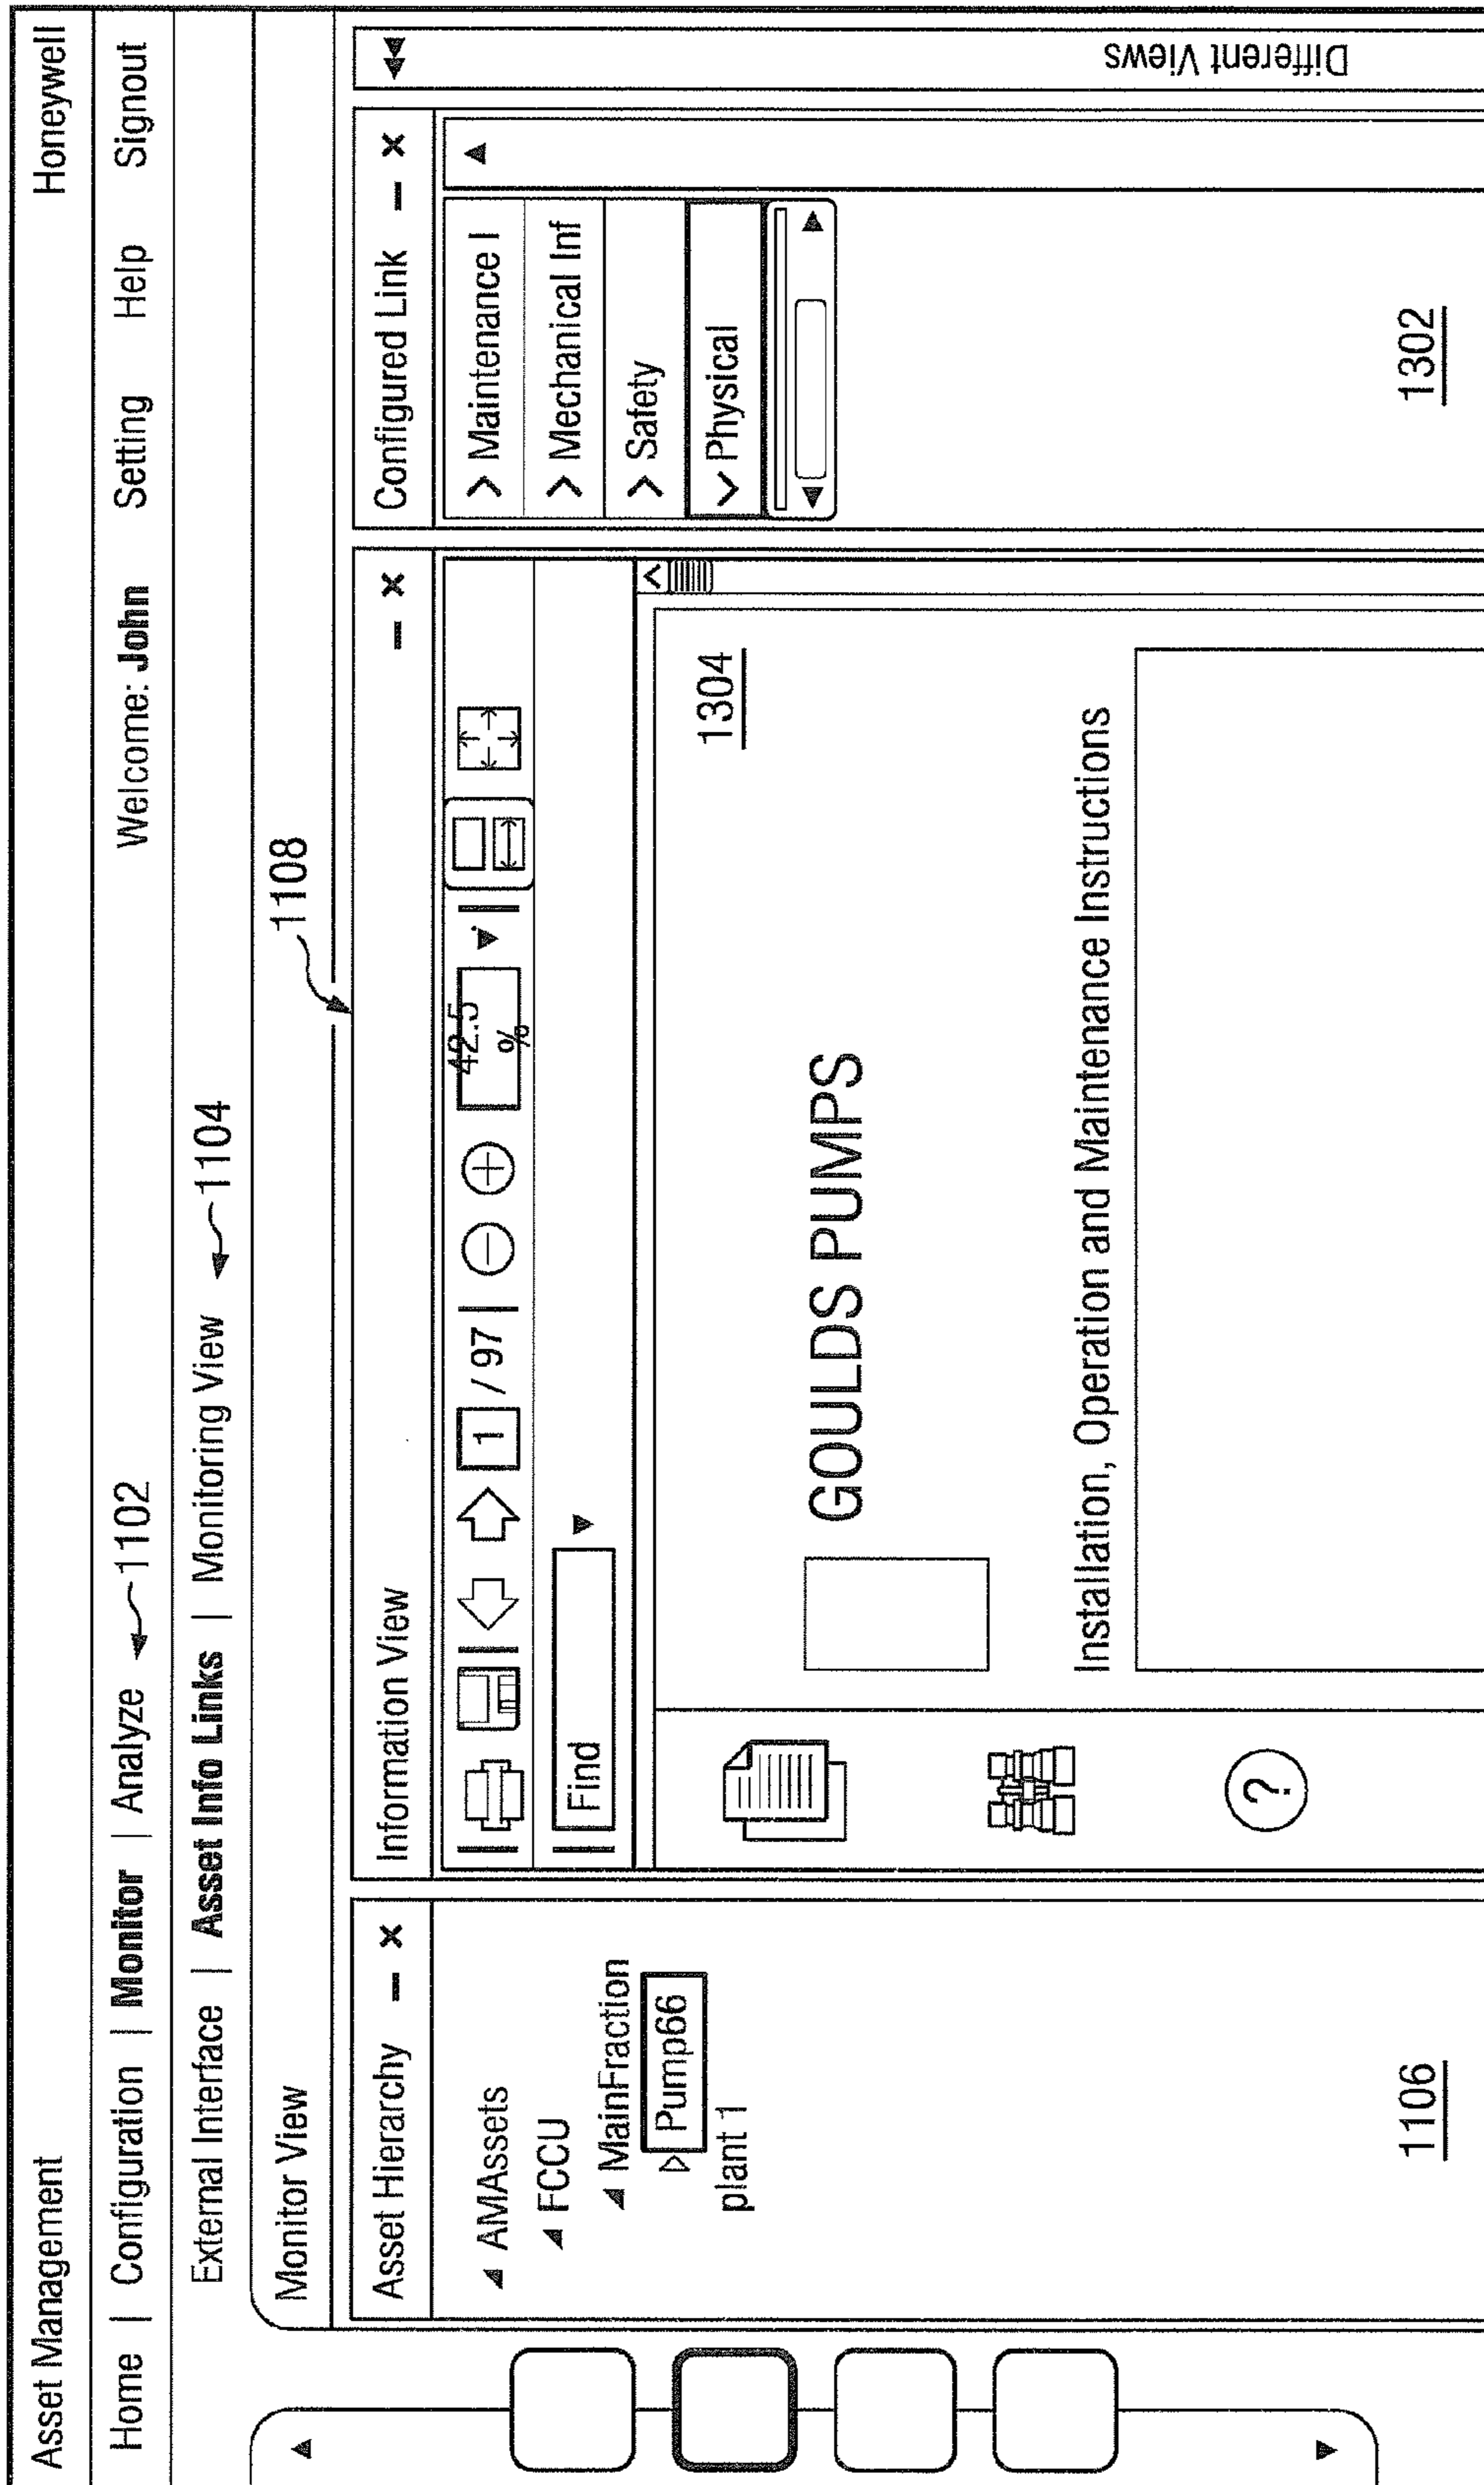 Asset Management Honeywell
Home | Configuration | Monitor | Analyze 1102 Welcome: John Setting Help Signout
External Interface | Asset Info Links | Monitoring View 1104
Monitor View 1108
Asset Hierarchy – x
AMAssets
FCCU
MainFraction
Pump66
plant 1
1106
Information View – x
1 / 97 42.5
%
Find
1304
GOULDS PUMPS
Installation, Operation and Maintenance Instructions
?
Configured Link – x
> Maintenance I
> Mechanical Inf
> Safety
Physical
1302
Different Views